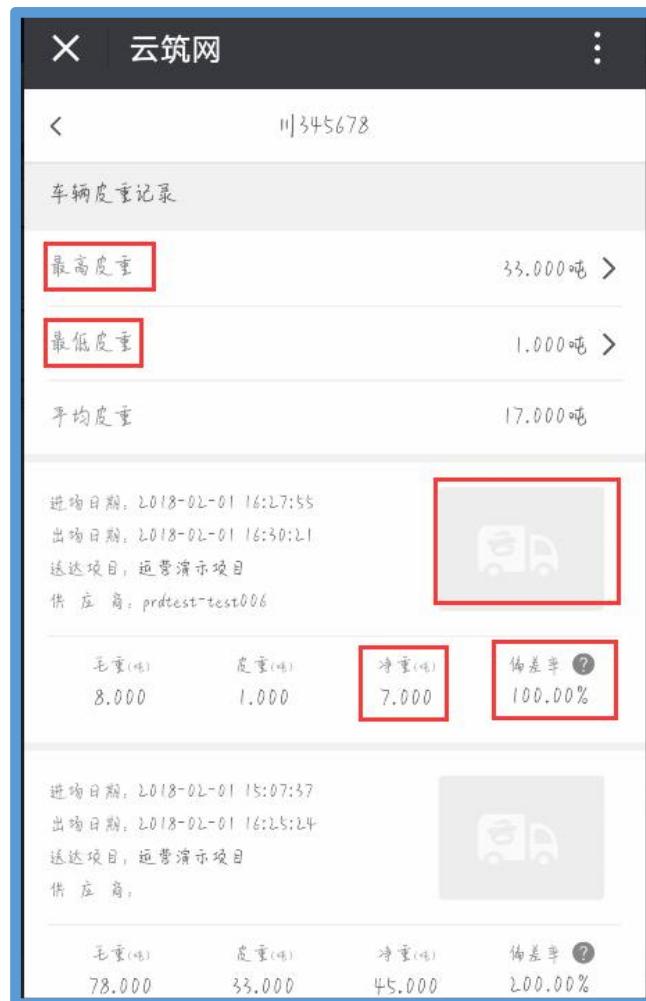 云筑网
川345678
车辆皮重记录
最高皮重 33.000吨
最低皮重 1.000吨
平均皮重 17.000吨
进场日期：2018-02-01 16:27:55
出场日期：2018-02-01 16:30:21
送达项目：运营演示项目
供 应 商：prdtest-test006
毛重(吨) 皮重(吨) 净重(吨) 偏差率 ?
8.000 1.000 7.000 100.00%
进场日期：2018-02-01 15:07:37
出场日期：2018-02-01 16:25:24
送达项目：运营演示项目
供 应 商：
毛重(吨) 皮重(吨) 净重(吨) 偏差率 ?
78.000 33.000 45.000 200.00%